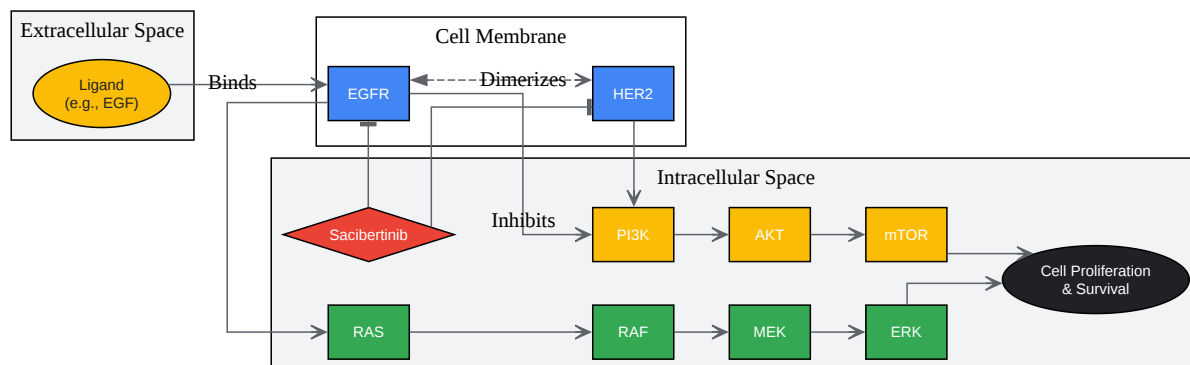 Extracellular Space
Ligand
(e.g., EGF)
Binds
Cell Membrane
EGFR
Dimerizes
HER2
Intracellular Space
Sacibertinib
Inhibits
PI3K
AKT
mTOR
Cell Proliferation
& Survival
RAS
RAF
MEK
ERK